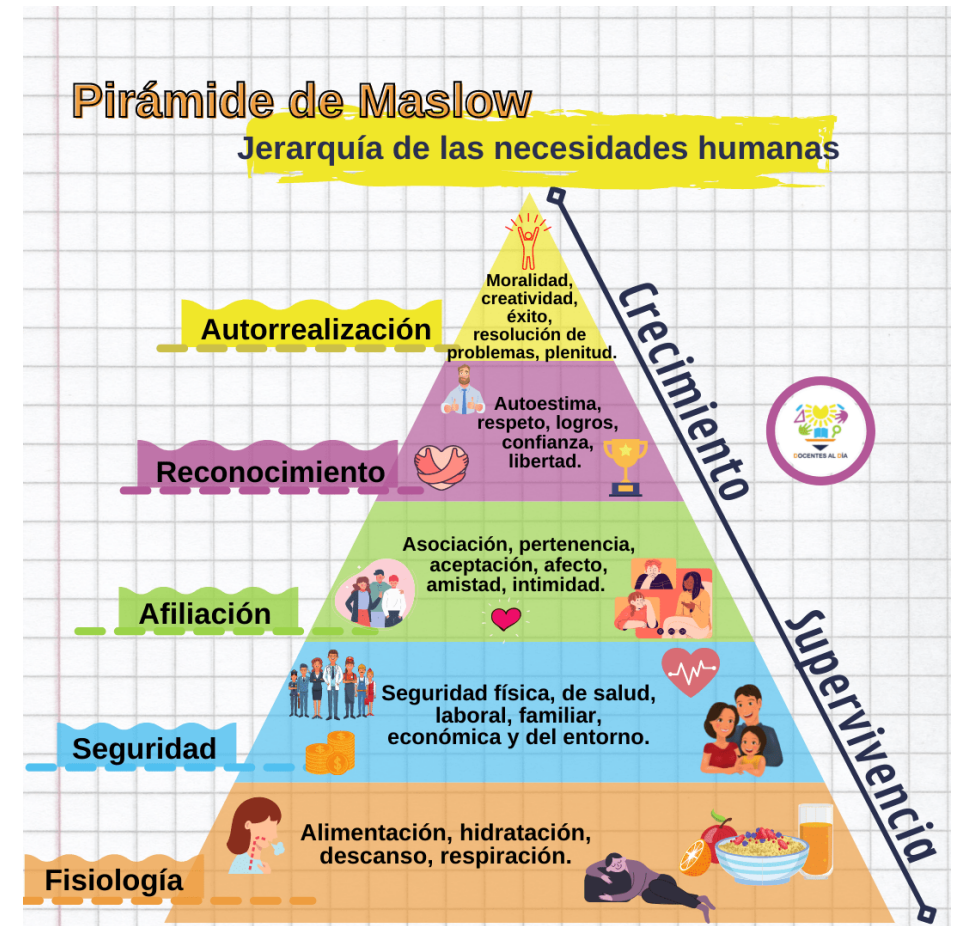 Pirámide de Maslow
Jerarquía de las necesidades humanas
Moralidad,
creatividad,
éxito,
resolución de
problemas, plenitud.
Autorrealización
Crecimiento
Autoestima,
respeto, logros,
confianza,
libertad.
Reconocimiento
DOCENTES AL DÍA
Asociación, pertenencia,
aceptación, afecto,
amistad, intimidad.
Afiliación
Supervivencia
Seguridad física, de salud,
laboral, familiar,
económica y del entorno.
Seguridad
Alimentación, hidratación,
descanso, respiración.
Fisiología